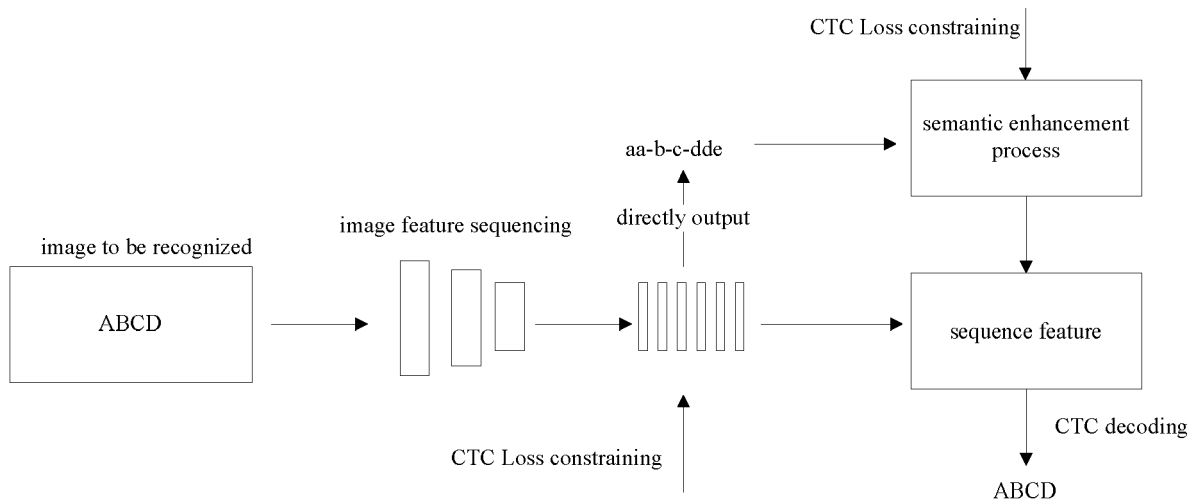 CTC Loss constraining
semantic enhancement
process
aa-b-c-dde
directly output
image feature sequencing
image to be recognized
ABCD
sequence feature
CTC Loss constraining
CTC decoding
ABCD